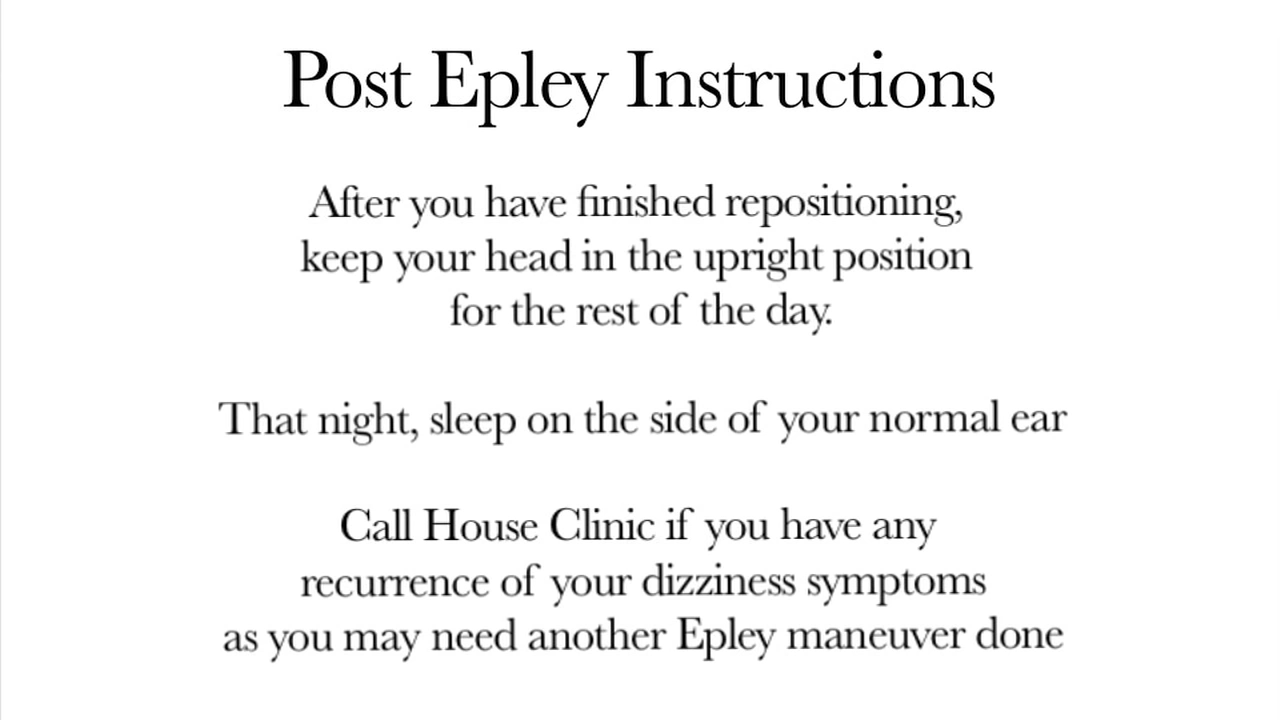 Post Epley Instructions
After you have finished repositioning,
keep your head in the upright position
for the rest of the day.
That night, sleep on the side of your normal ear
Call House Clinic if you have any
recurrence of your dizziness symptoms
as you may need another Epley maneuver done